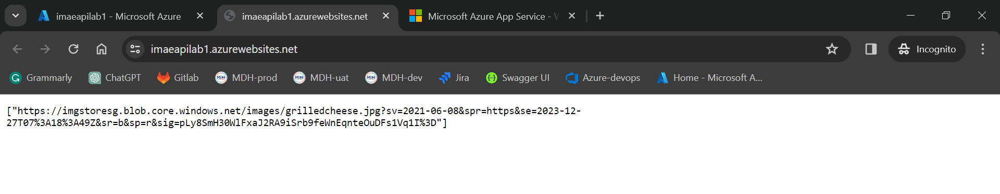 imaeapilab1 - Microsoft Azure
imaeapilab1.azurewebsites.net
Microsoft Azure App Service -
imaeapilab1.azurewebsites.net
Incognito
Grammarly
ChatGPT
Gitlab
MDH-prod
MDH-uat
MDH-dev
Jira
Swagger UI
Azure-devops
Home - Microsoft A...
["https://imgstoresg.blob.core.windows.net/images/grilledcheese.jpg?sv=2021-06-08&spr=https&se=2023-12-
27T07%3A18%3A49Z&sr=b&sp=r&sig=pLy8SmH30WlFxaJ2RA9iSrb9feWnEqnteOuDFs1Vq1I%3D"]